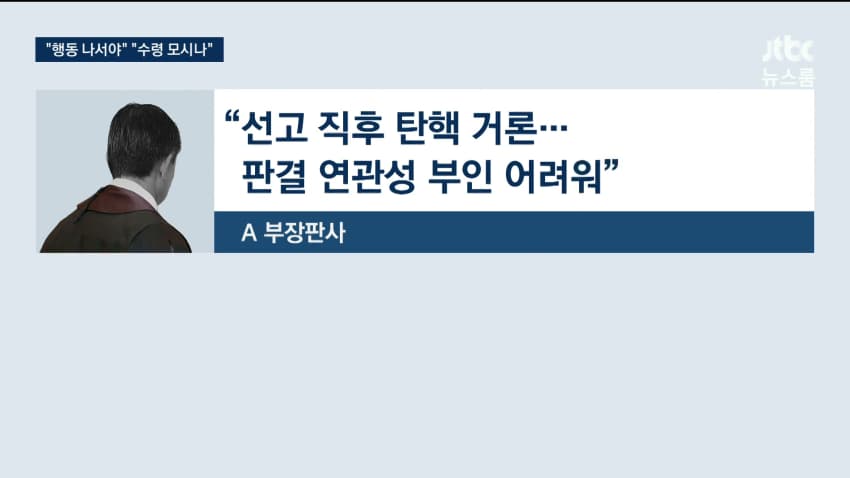 "행동 나서야" "수령 모시나"
jtbc
뉴스룸
“선고 직후 탄핵 거론…
판결 연관성 부인 어려워”
A 부장판사